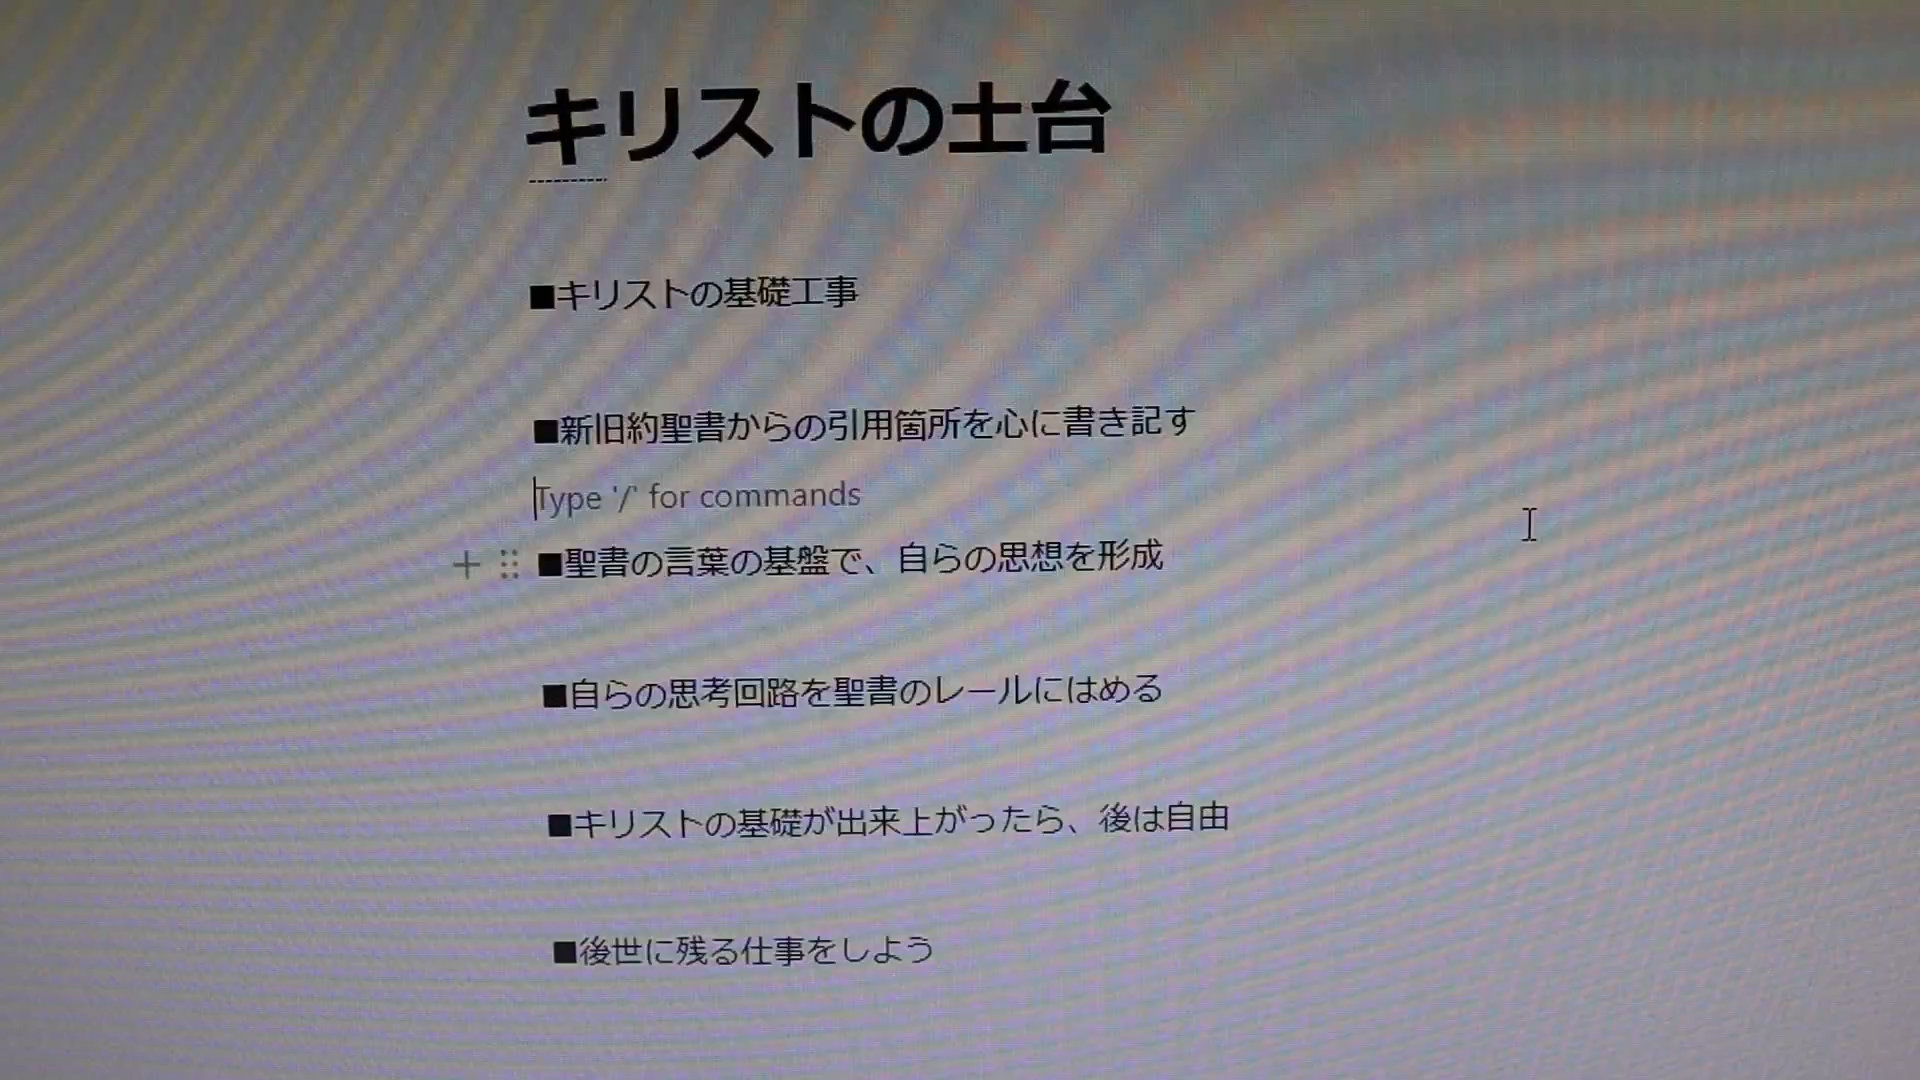 キリストの土台
■キリストの基礎工事
■新旧約聖書からの引用箇所を心に書き記す
Type '/' for commands
■聖書の言葉の基盤で、自らの思想を形成
■自らの思考回路を聖書のレールにはめる
■キリストの基礎が出来上がったら、後は自由
■後世に残る仕事をしよう